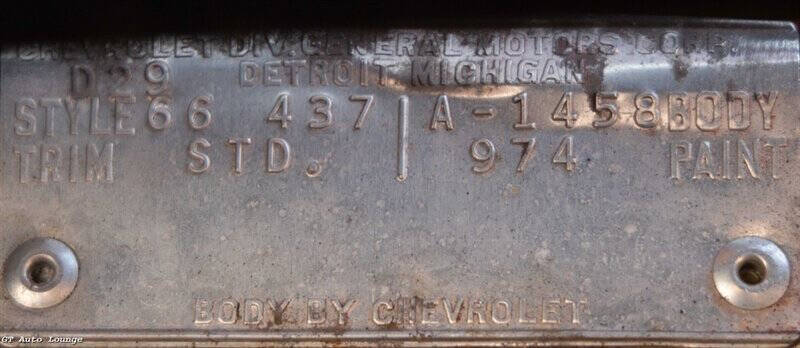 CHEVROLET DIV. GENERAL MOTORS CORP.
D29 DETROIT MICHIGAN
STYLE 66 437 | A-1458 BODY
TRIM STD. | 974 PAINT
BODY BY CHEVROLET
GT Auto Lounge